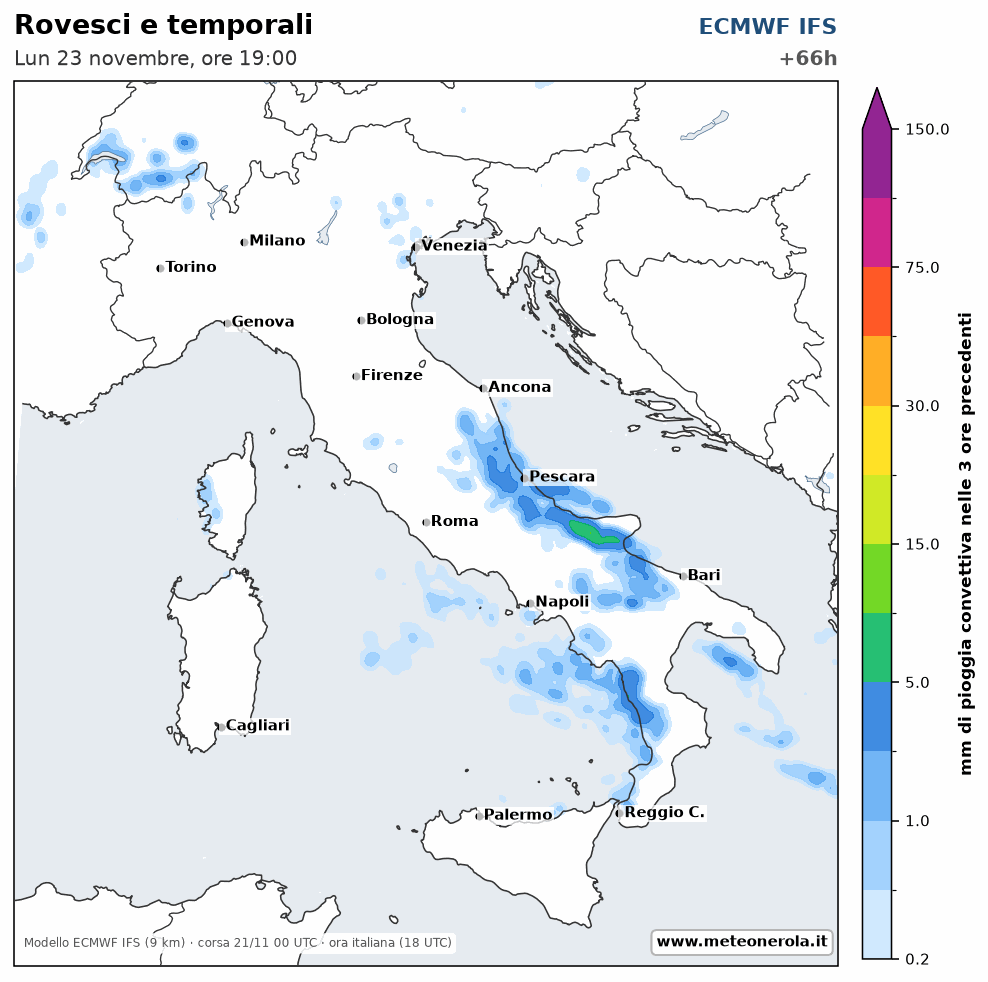 Rovesci e temporali
ECMWF IFS
Lun 23 novembre, ore 19:00
+66h
Milano
Venezia
Torino
Genova
Bologna
Firenze
Ancona
Pescara
Roma
Bari
Napoli
Cagliari
Palermo
Reggio C.
150.0
75.0
30.0
15.0
5.0
1.0
0.2
mm di pioggia convettiva nelle 3 ore precedenti
Modello ECMWF IFS (9 km) · corsa 21/11 00 UTC · ora italiana (18 UTC)
www.meteonerola.it